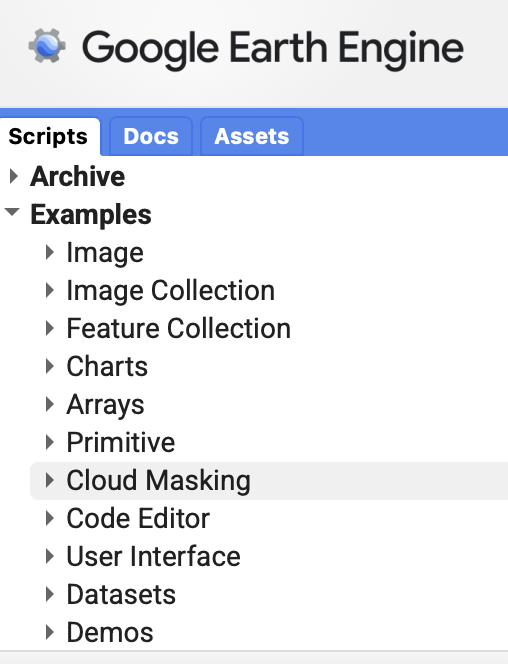 Google Earth Engine
Scripts Docs Assets
Archive
Examples
Image
Image Collection
Feature Collection
Charts
Arrays
Primitive
Cloud Masking
Code Editor
User Interface
Datasets
Demos